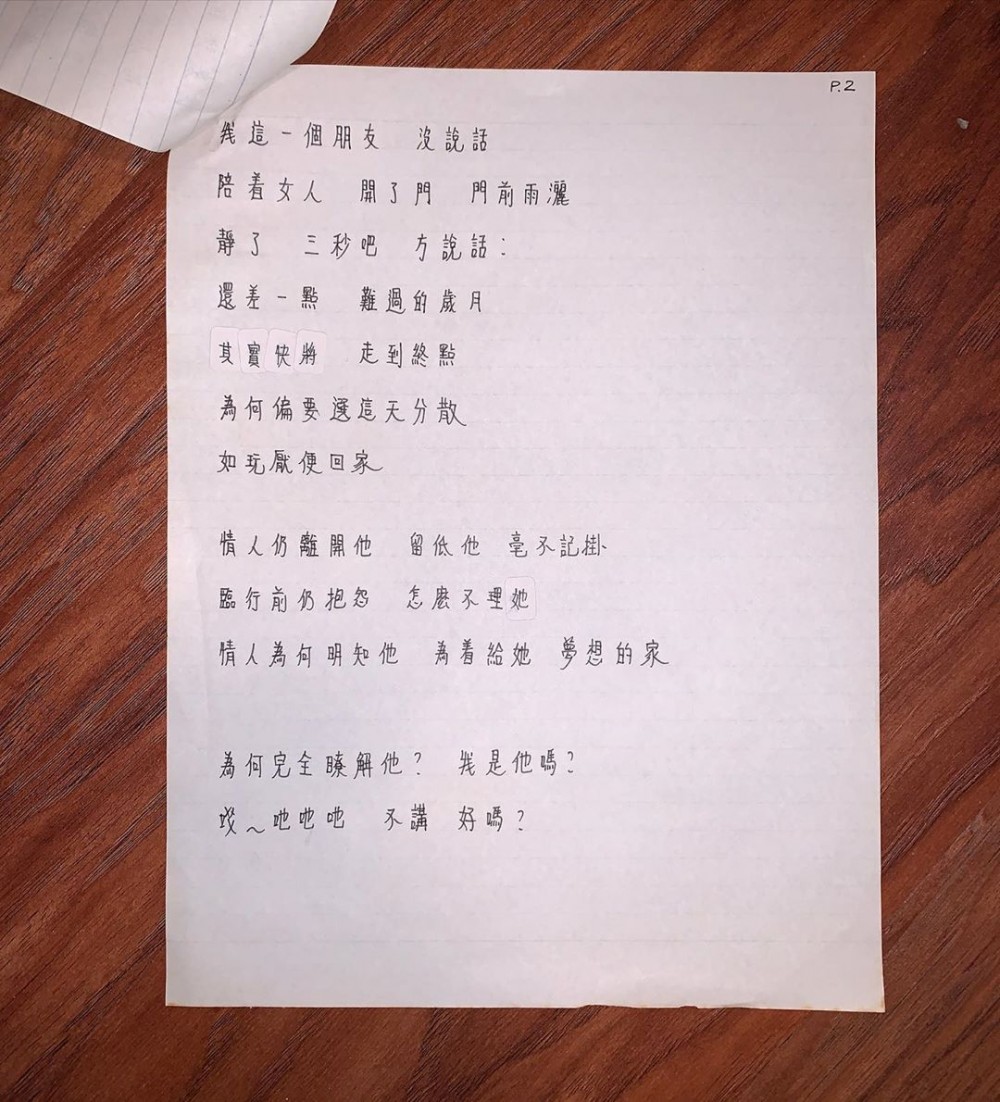 P.2
我這一個朋友 沒說話
陪着女人 開了門 門前雨灑
靜了 三秒吧 方說話：
還差一點 難過的歲月
其實快將 走到終點
為何偏要選這天分散
如玩厭便回家
情人仍離開他 留低他 毫不記掛
臨行前仍抱怨 怎麼不理她
情人為何明知他 為着給她 夢想的家
為何完全瞭解他？ 我是他嗎？
哎～吔吔吔 不講 好嗎？